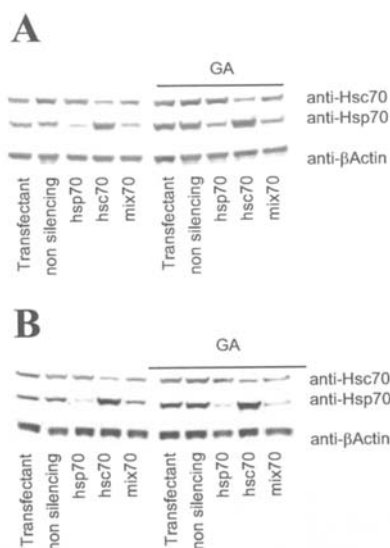 A
GA
anti-Hsc70
anti-Hsp70
anti-βActin
Transfectant
non silencing
hsp70
hsc70
mix70
Transfectant
non silencing
hsp70
hsc70
mix70
B
GA
anti-Hsc70
anti-Hsp70
anti-βActin
Transfectant
non silencing
hsp70
hsc70
mix70
Transfectant
non silencing
hsp70
hsc70
mix70